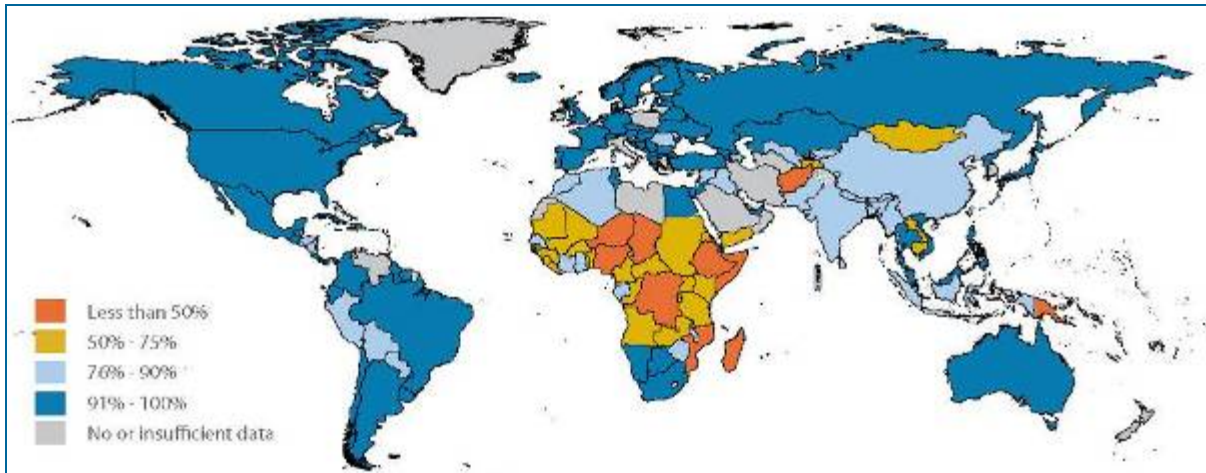 Less than 50%
50% - 75%
76% - 90%
91% - 100%
No or insufficient data